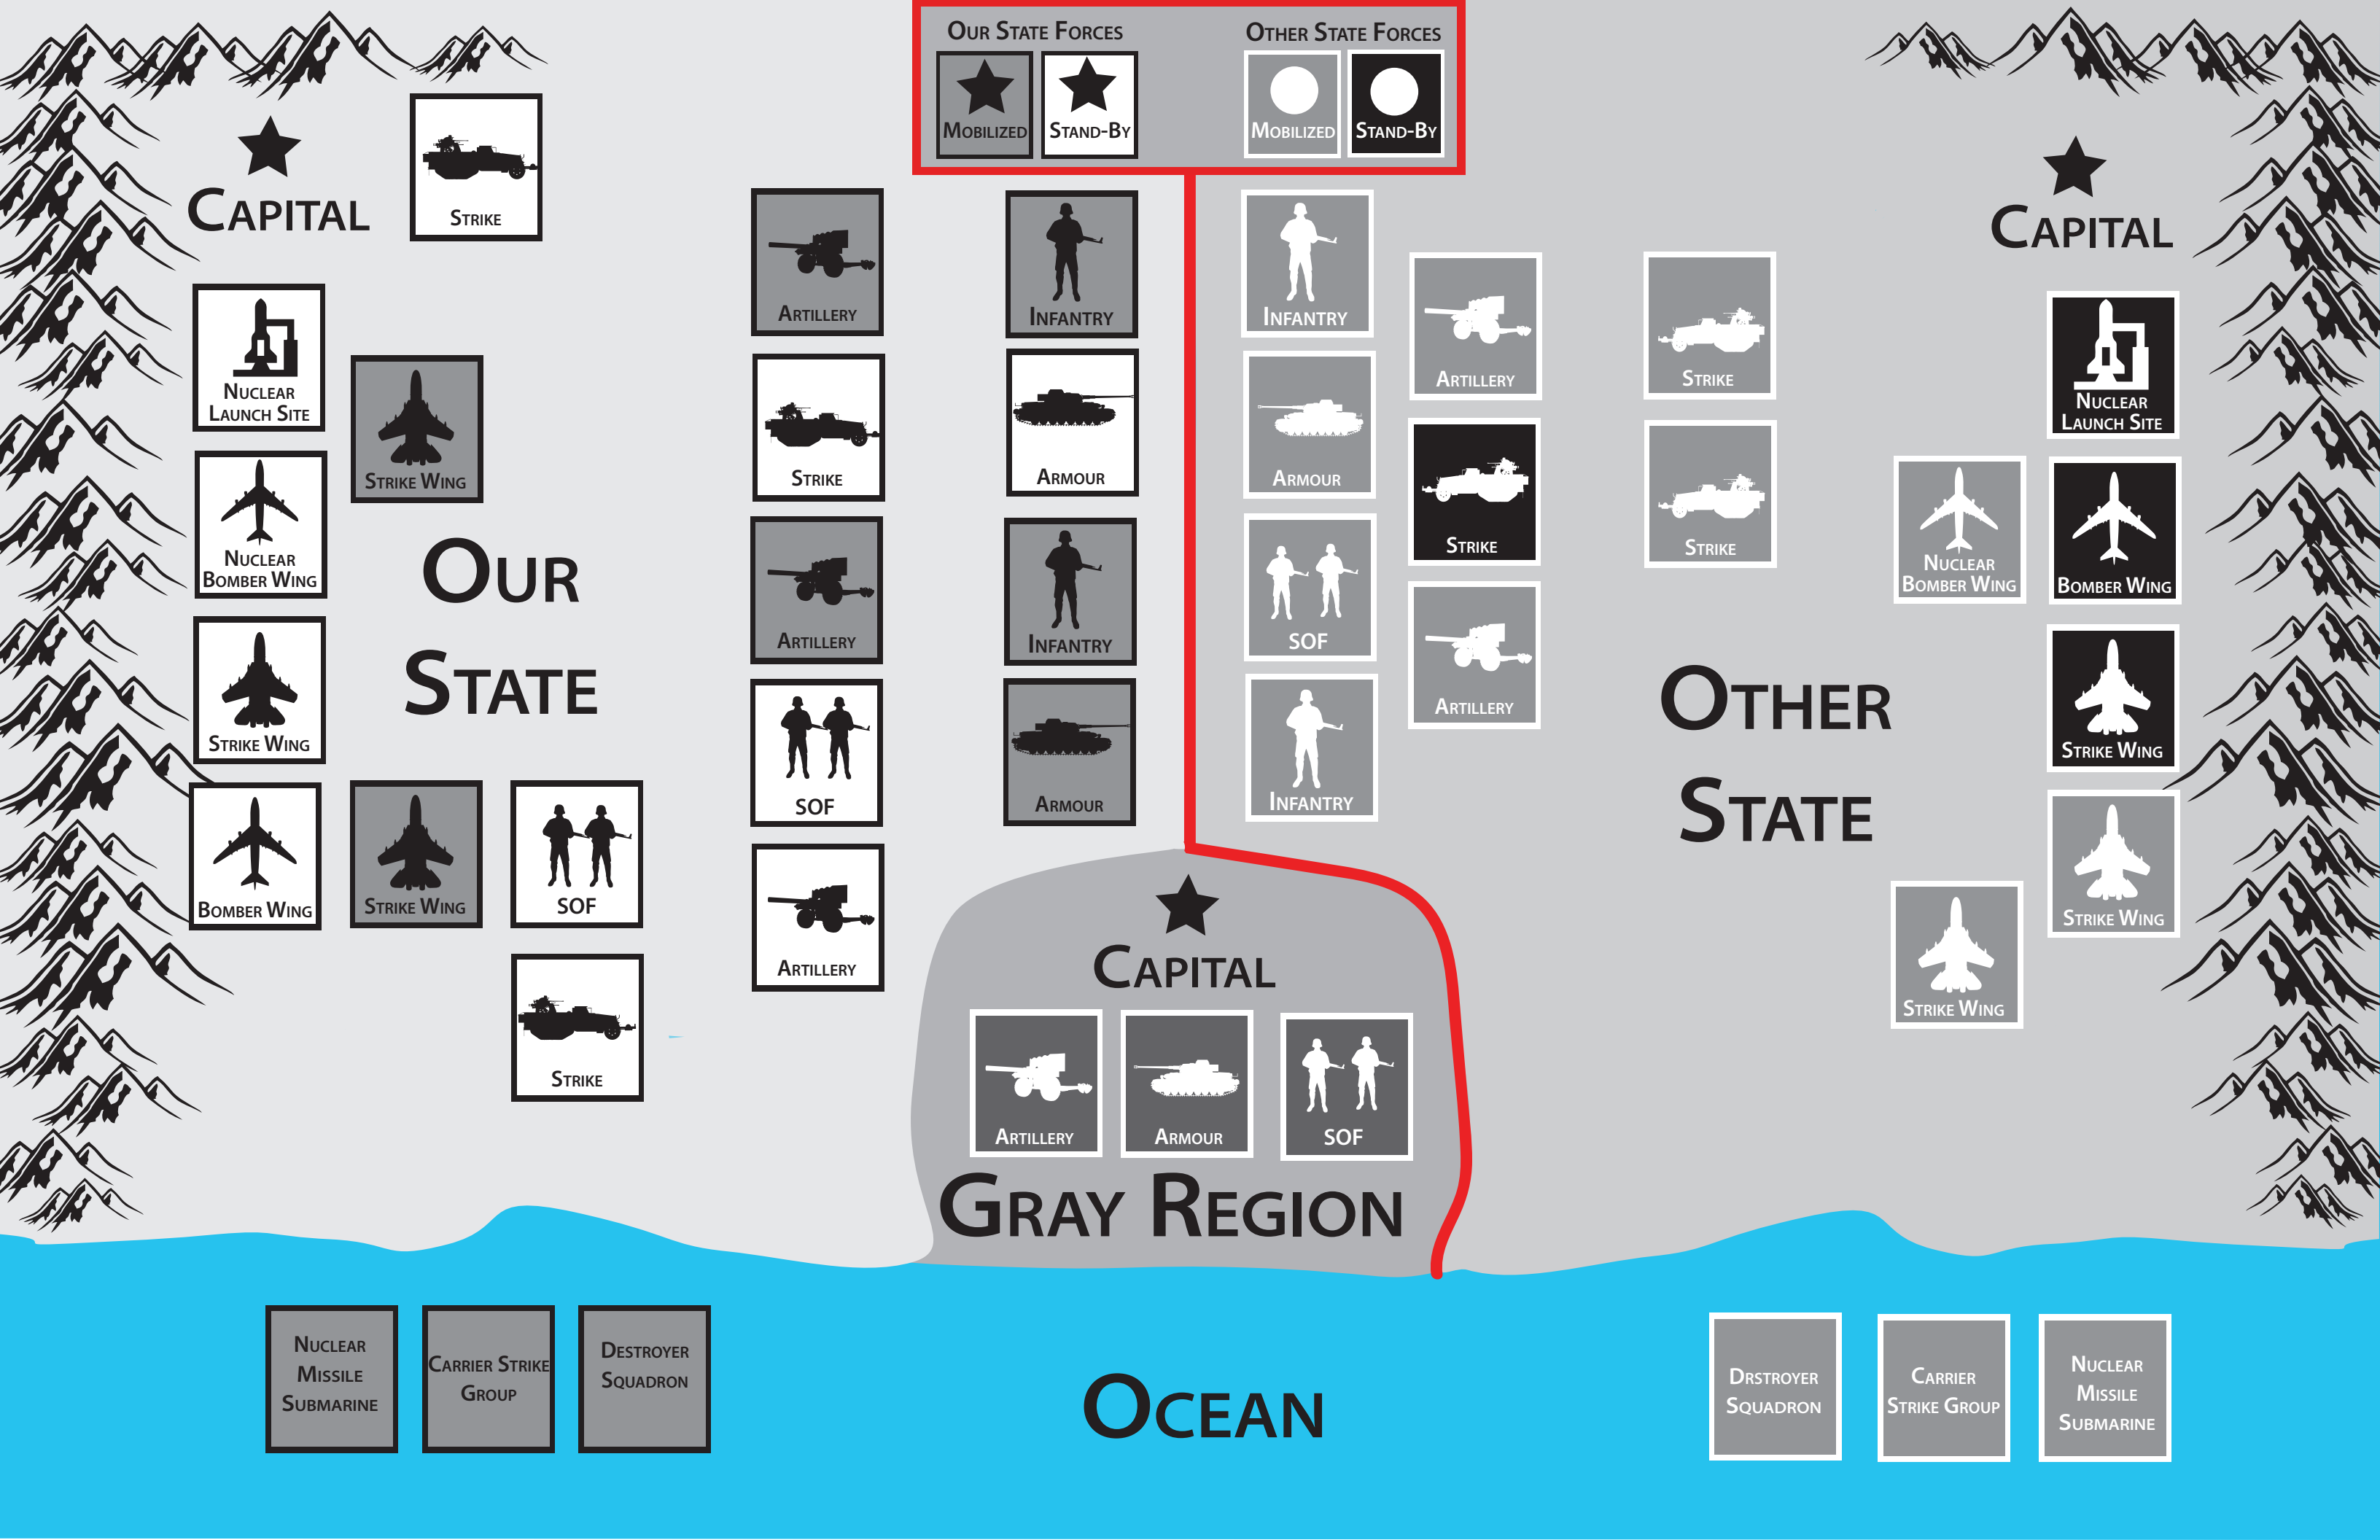 Our State Forces
Other State Forces
Mobilized
Stand-By
Mobilized
Stand-By
Capital
Strike
Nuclear
Launch Site
Strike Wing
Nuclear
Bomber Wing
Our
State
Strike Wing
Bomber Wing
Strike Wing
SOF
Strike
Artillery
Strike
Artillery
SOF
Artillery
Infantry
Armour
Infantry
Armour
Infantry
Armour
SOF
Infantry
Artillery
Strike
Artillery
Strike
Strike
Capital
Nuclear
Launch Site
Nuclear
Bomber Wing
Bomber Wing
Other
State
Strike Wing
Strike Wing
Strike Wing
Capital
Artillery
Armour
SOF
Gray Region
Nuclear
Missile
Submarine
Carrier Strike
Group
Destroyer
Squadron
Ocean
Drstroyer
Squadron
Carrier
Strike Group
Nuclear
Missile
Submarine